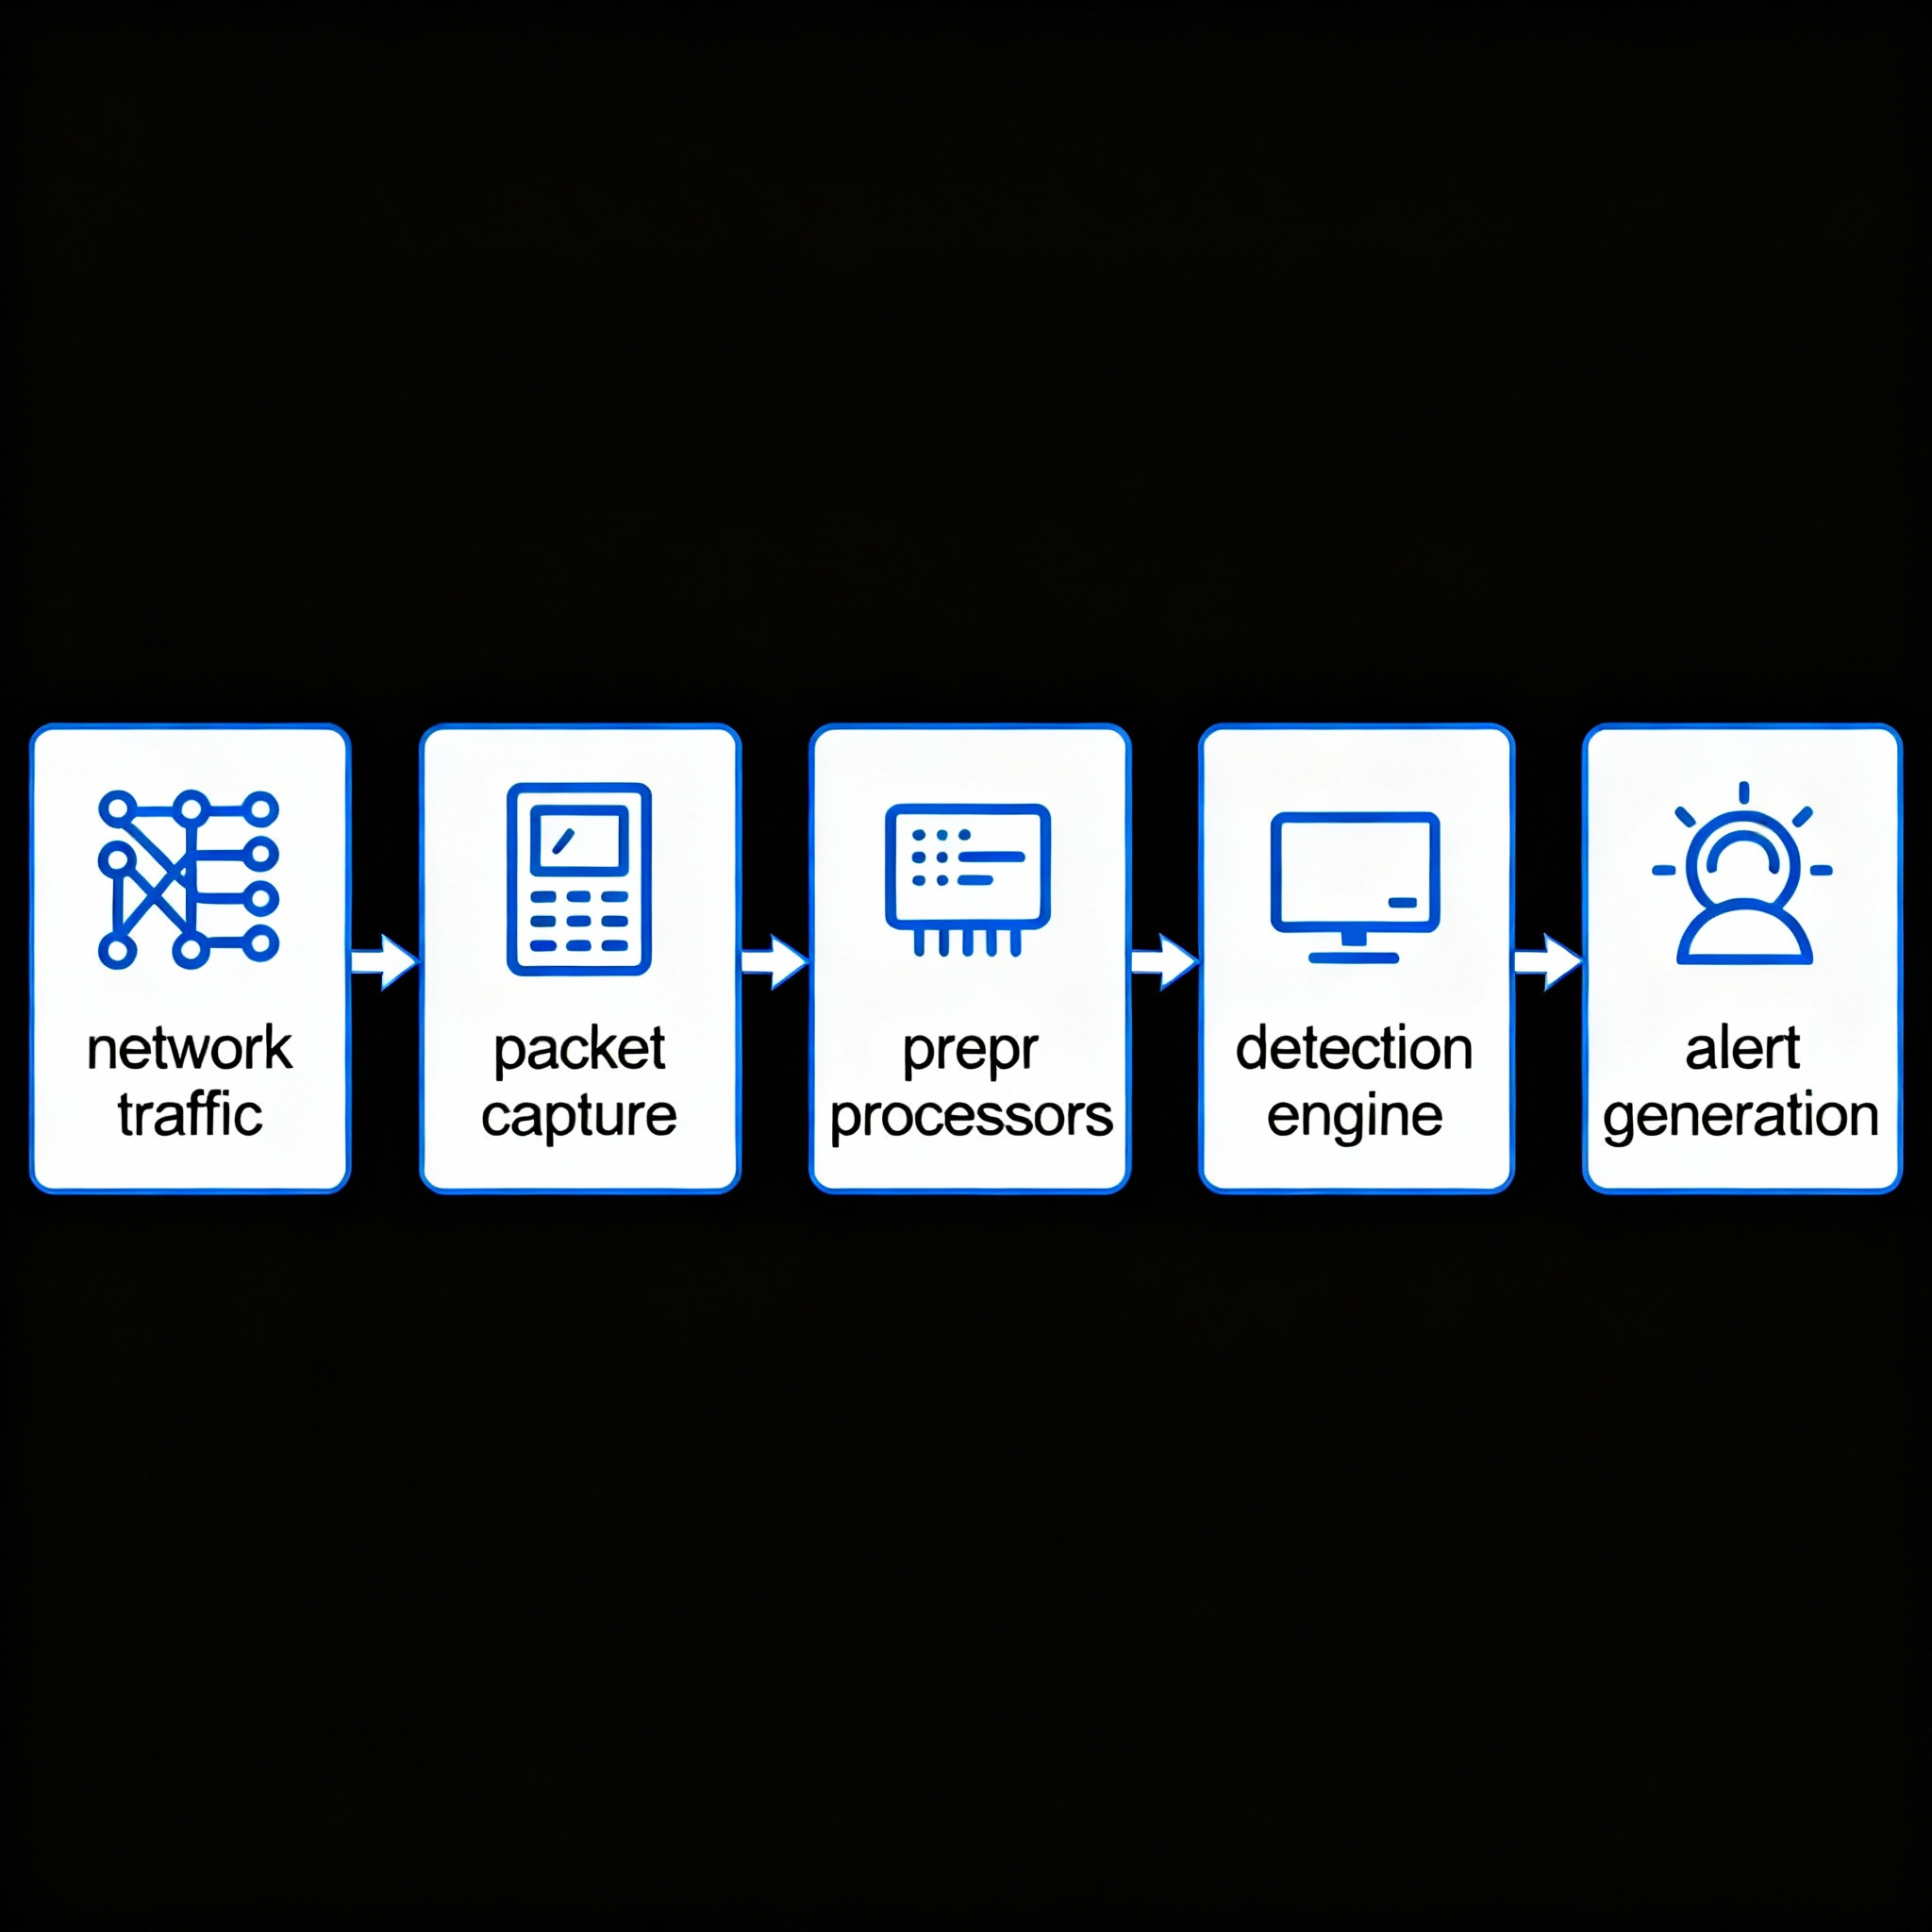 network
traffic
packet
capture
prepr
processors
detection
engine
alert
generation